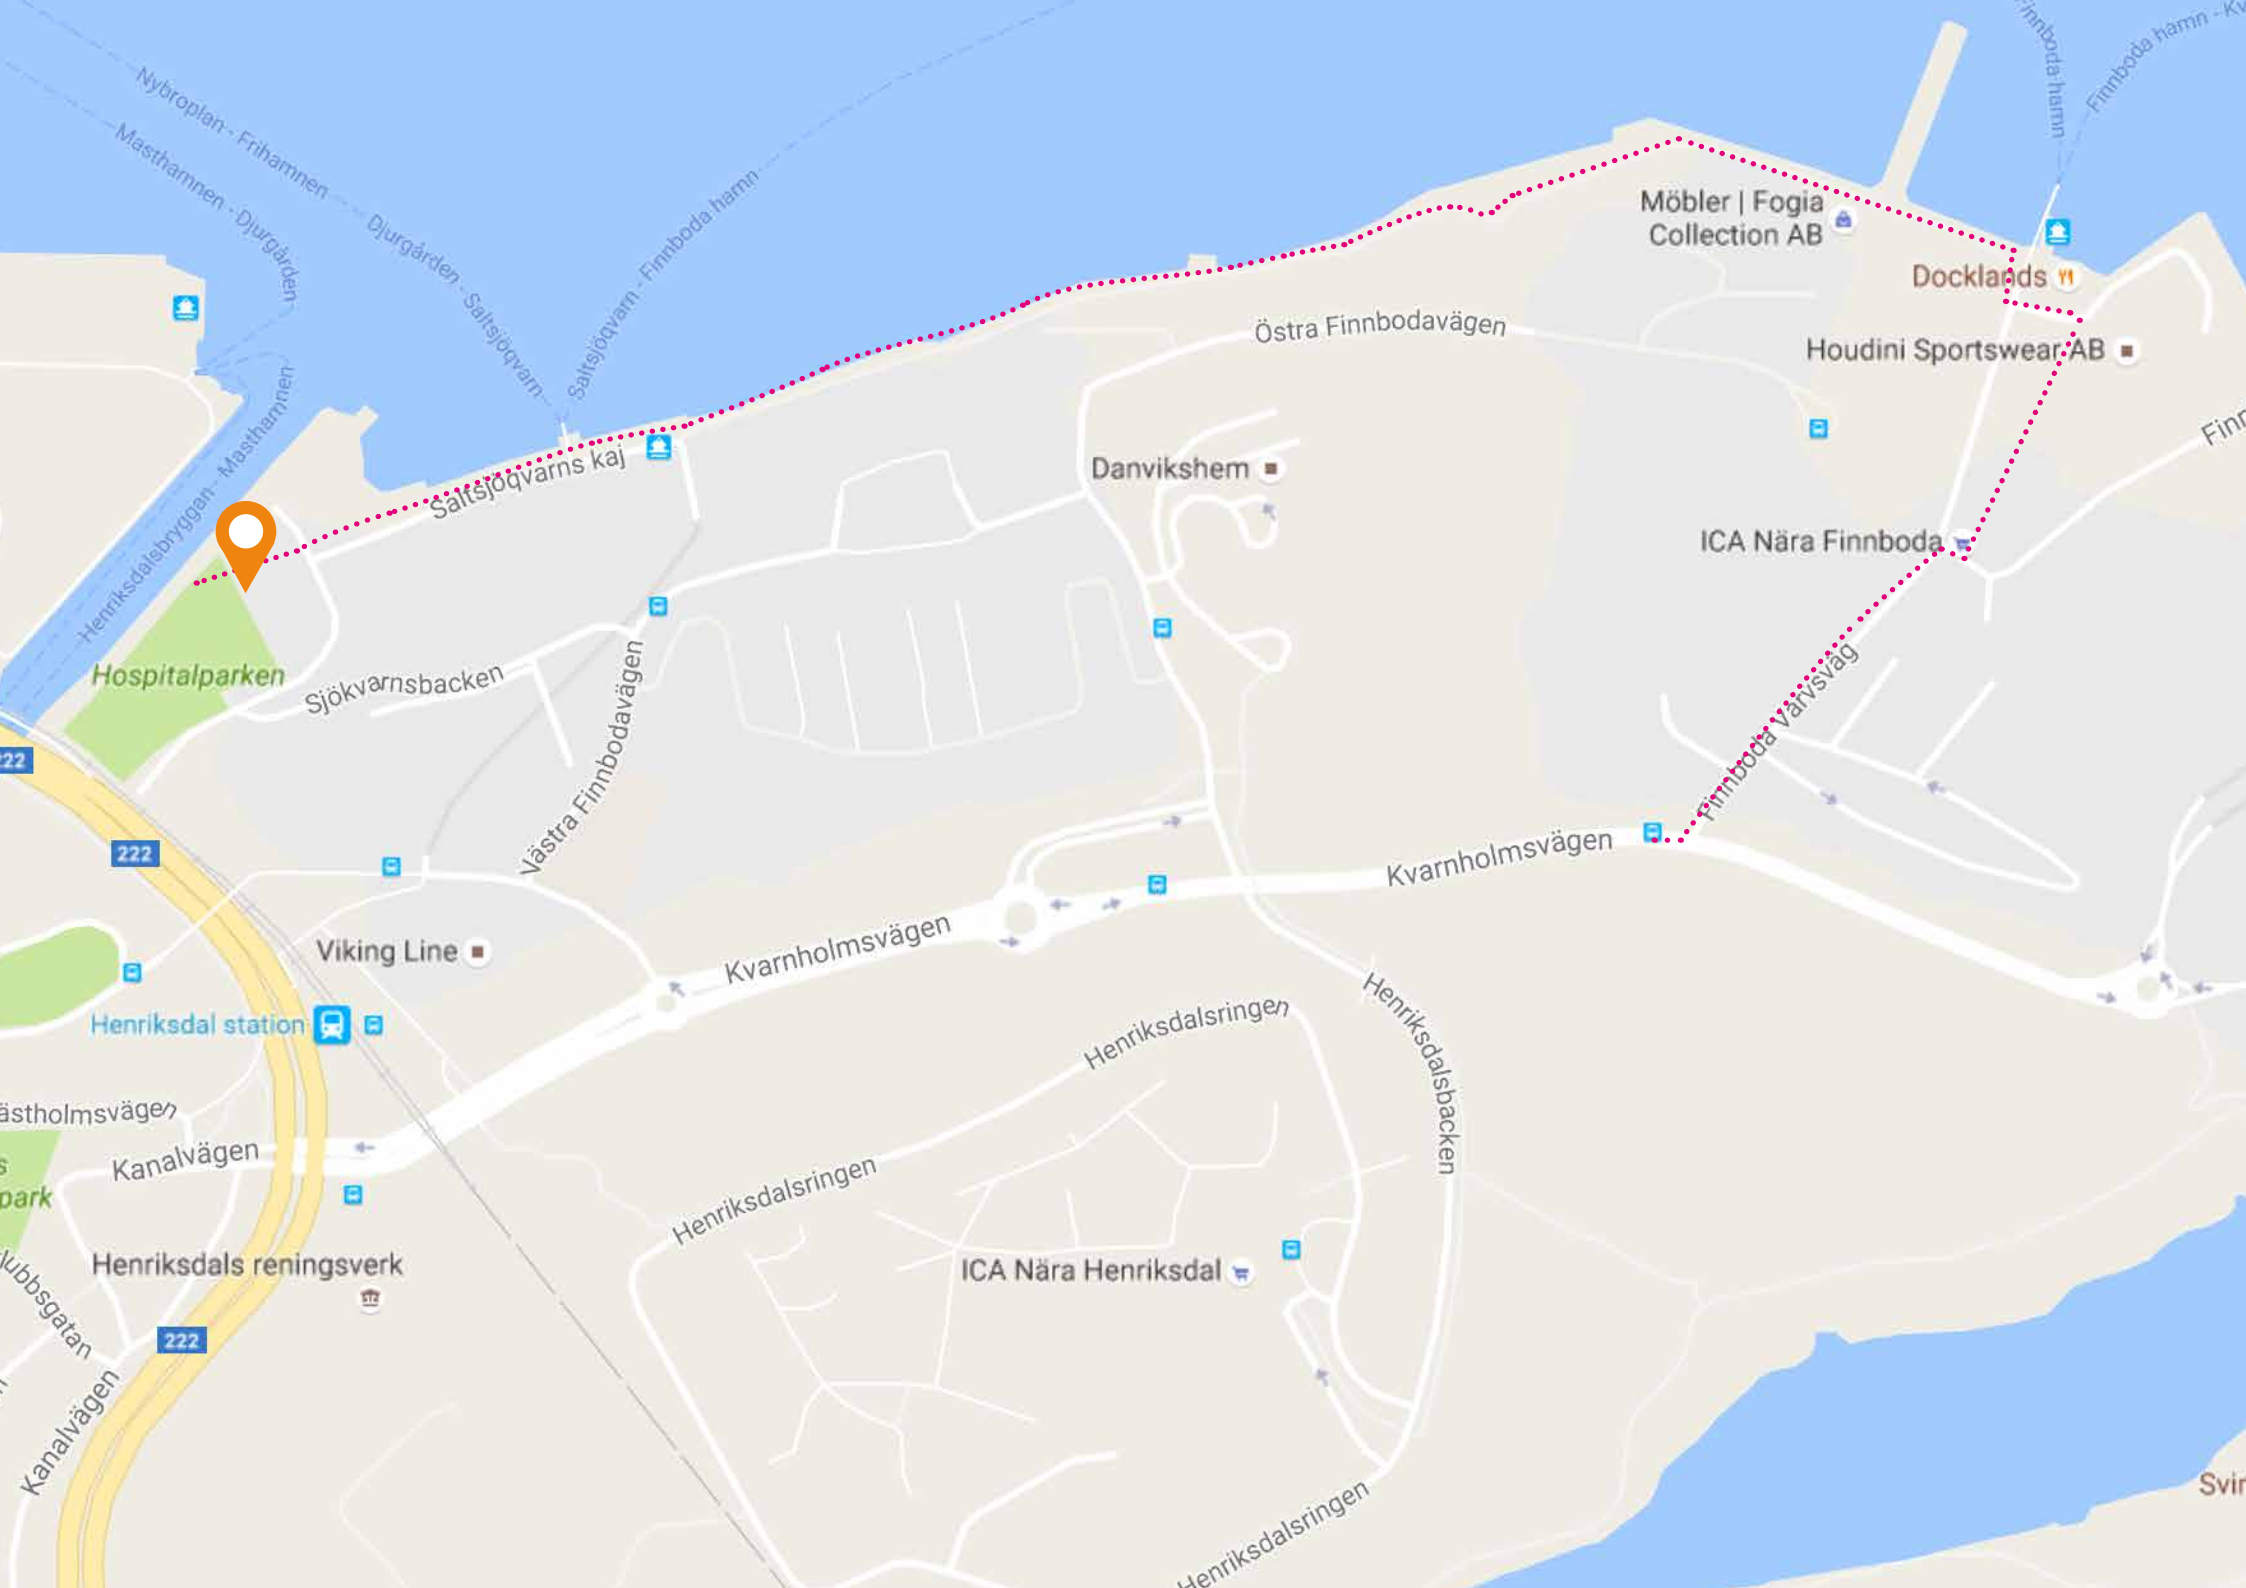 Finnboda hamn
Finnboda hamn - Kv
Nybroplan - Frihamnen
Masthamnen - Djurgården
Djurgården - Saltsjöqvarn
Saltsjöqvarn - Finnboda hamn
Möbler | Fogia
Collection AB
Docklands
Östra Finnbodavägen
Houdini Sportswear AB
Finn
Henriksdalsbryggan - Masthamnen
Saltsjöqvarns kaj
Danvikshem
ICA Nära Finnboda
Hospitalparken
Sjökvarnsbacken
Västra Finnbodavägen
Finnboda Varvsväg
222
222
Kvarnholmsvägen
Kvarnholmsvägen
Viking Line
Henriksdal station
Henriksdalsringen
Henriksdalsbacken
ästholmsvägen
Kanalvägen
s
park
Henriksdalsringen
Henriksdals reningsverk
ICA Nära Henriksdal
lubbsgatan
222
Kanalvägen
Henriksdalsringen
Svir